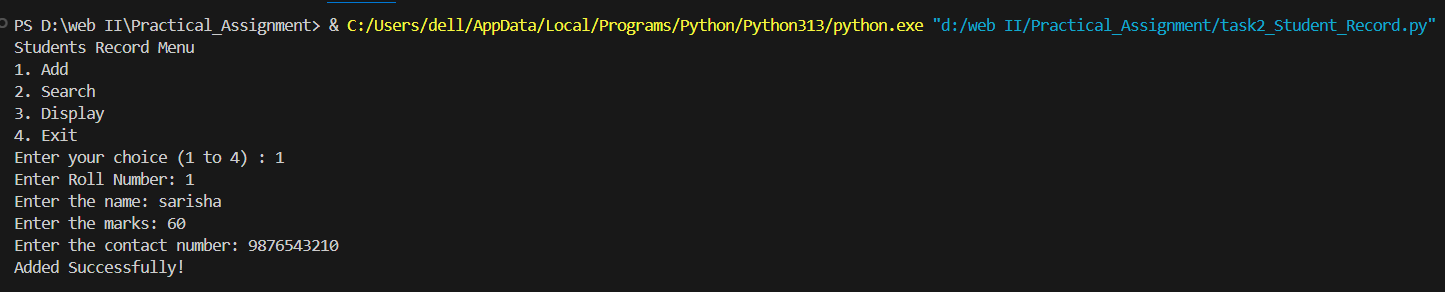 PS D:\web II\Practical_Assignment> & C:/Users/dell/AppData/Local/Programs/Python/Python313/python.exe "d:/web II/Practical_Assignment/task2_Student_Record.py"
Students Record Menu
1. Add
2. Search
3. Display
4. Exit
Enter your choice (1 to 4) : 1
Enter Roll Number: 1
Enter the name: sarisha
Enter the marks: 60
Enter the contact number: 9876543210
Added Successfully!